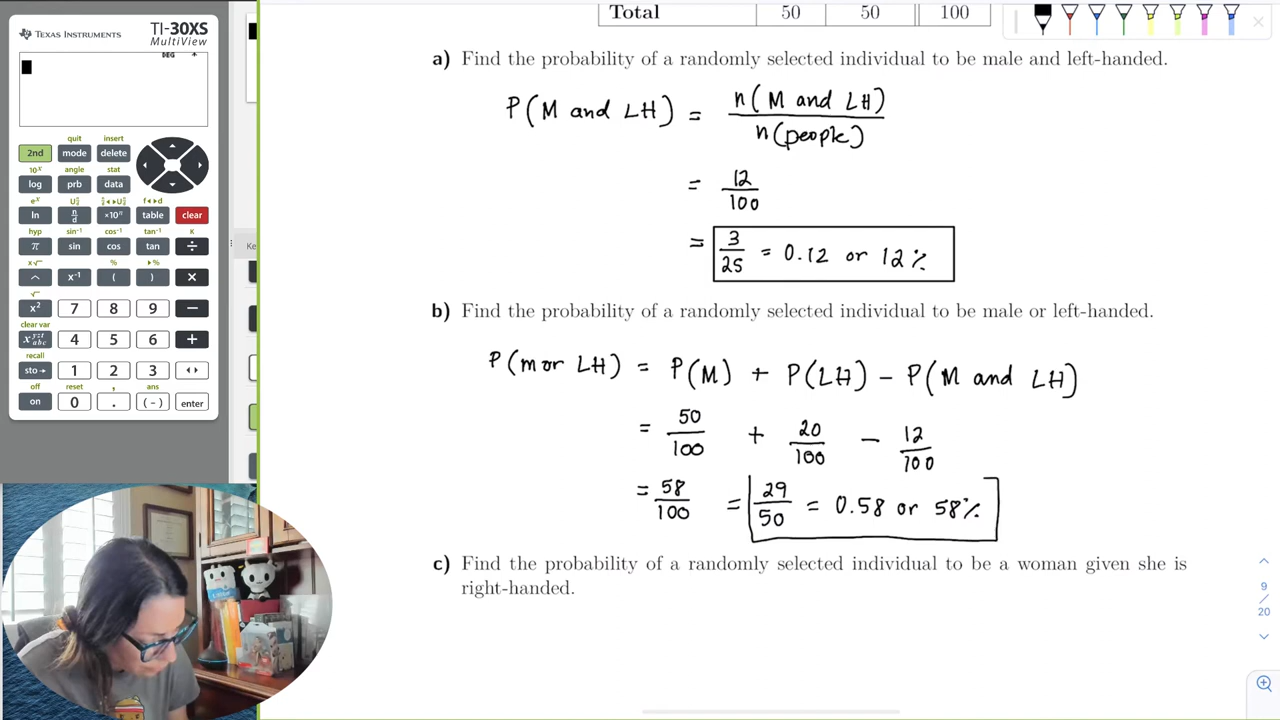 TEXAS INSTRUMENTS TI-30XS
MultiView
DEG
quit insert
2nd mode delete
10ˣ angle stat
log prb data
eˣ
ln n/d ×10ⁿ table clear
hyp sin⁻¹ cos⁻¹ tan⁻¹ K
π sin cos tan ÷
% ▸%
^ x⁻¹ ( ) ×
√
x² 7 8 9 −
clear var
4 5 6 +
recall
sto→ 1 2 3 ◂▸
off reset , ans
on 0 . (−) enter
Ke
Total 50 50 100
a) Find the probability of a randomly selected individual to be male and left-handed.
P(M and LH) = n(M and LH) / n(people)
= 12/100
= 3/25 = 0.12 or 12%
b) Find the probability of a randomly selected individual to be male or left-handed.
P(M or LH) = P(M) + P(LH) − P(M and LH)
= 50/100 + 20/100 − 12/100
= 58/100 = 29/50 = 0.58 or 58%
c) Find the probability of a randomly selected individual to be a woman given she is
right-handed.
9
/
20